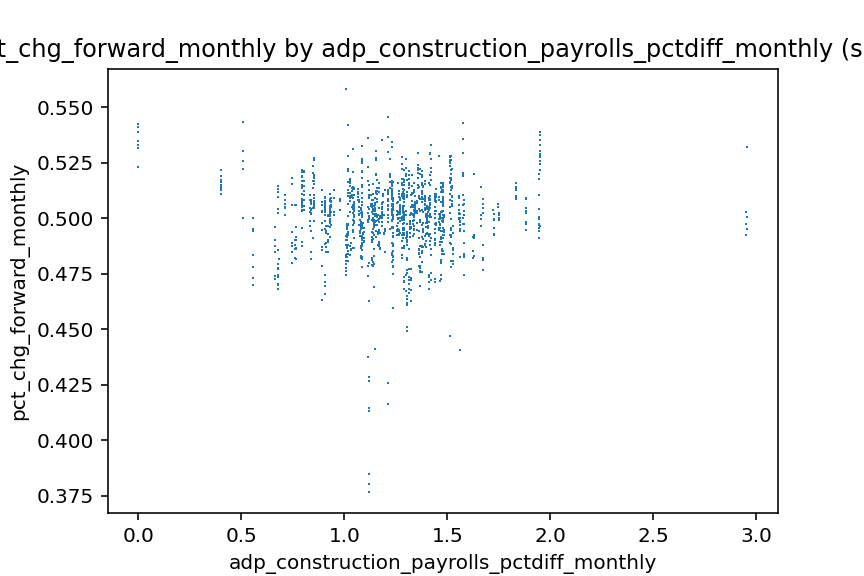 t_chg_forward_monthly by adp_construction_payrolls_pctdiff_monthly (s
pct_chg_forward_monthly
0.550
0.525
0.500
0.475
0.450
0.425
0.400
0.375
0.0 0.5 1.0 1.5 2.0 2.5 3.0
adp_construction_payrolls_pctdiff_monthly